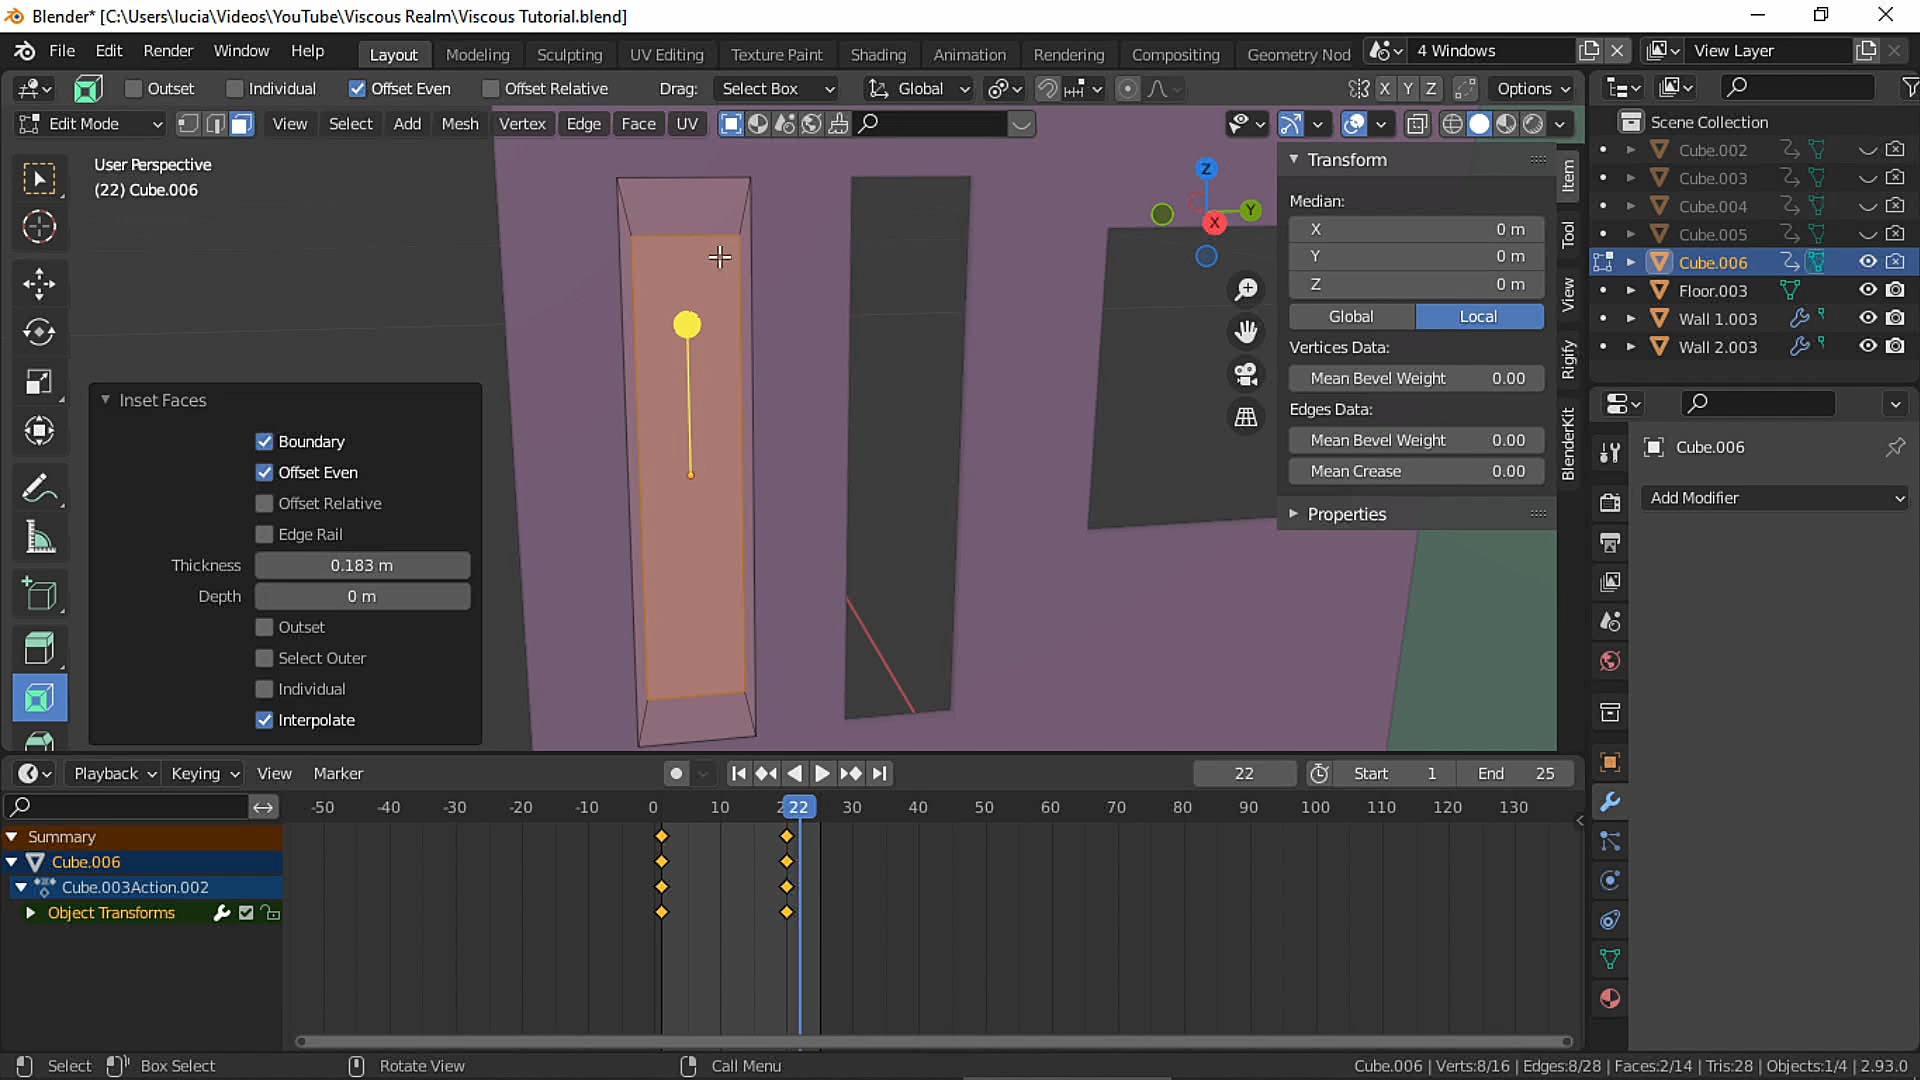 Blender* [C:\Users\lucia\Videos\YouTube\Viscous Realm\Viscous Tutorial.blend]
File Edit Render Window Help Layout Modeling Sculpting UV Editing Texture Paint Shading Animation Rendering Compositing Geometry Nod 4 Windows View Layer
Outset Individual Offset Even Offset Relative Drag: Select Box Global X Y Z Options
Edit Mode View Select Add Mesh Vertex Edge Face UV
User Perspective
(22) Cube.006
Z
Y
X
Inset Faces
Boundary
Offset Even
Offset Relative
Edge Rail
Thickness 0.183 m
Depth 0 m
Outset
Select Outer
Individual
Interpolate
Transform
Median:
X 0 m
Y 0 m
Z 0 m
Global Local
Vertices Data:
Mean Bevel Weight 0.00
Edges Data:
Mean Bevel Weight 0.00
Mean Crease 0.00
Properties
Item
Tool
View
Rigify
BlenderKit
Scene Collection
Cube.002
Cube.003
Cube.004
Cube.005
Cube.006
Floor.003
Wall 1.003
Wall 2.003
Cube.006
Add Modifier
Playback Keying View Marker 22 Start 1 End 25
-50 -40 -30 -20 -10 0 10 22 30 40 50 60 70 80 90 100 110 120 130
Summary
Cube.006
Cube.003Action.002
Object Transforms
Select Box Select Rotate View Call Menu Cube.006 | Verts:8/16 | Edges:8/28 | Faces:2/14 | Tris:28 | Objects:1/4 | 2.93.0